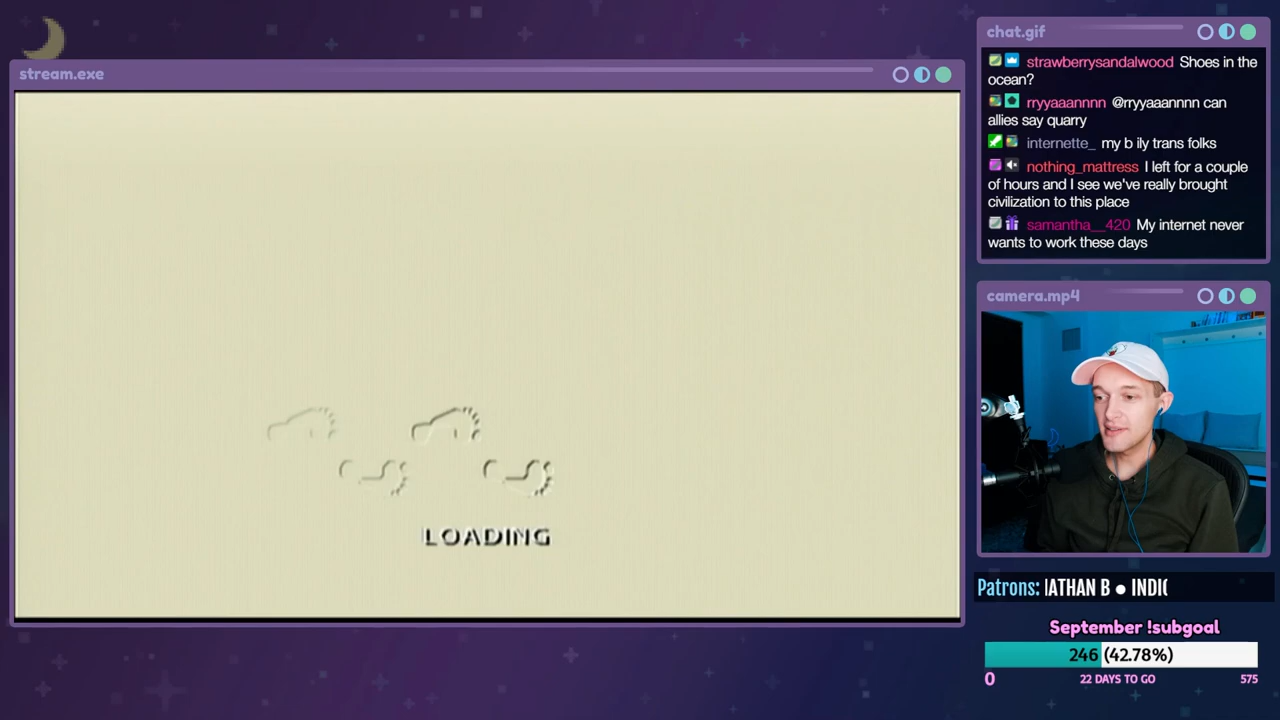 stream.exe
LOADING
chat.gif
strawberrysandalwood Shoes in the
ocean?
rryyaaannnn @rryyaaannnn can
allies say quarry
internette_ my b ily trans folks
nothing_mattress I left for a couple
of hours and I see we've really brought
civilization to this place
samantha__420 My internet never
wants to work these days
camera.mp4
Patrons: ATHAN B ● INDI
September !subgoal
246 (42.78%)
0 22 DAYS TO GO 575